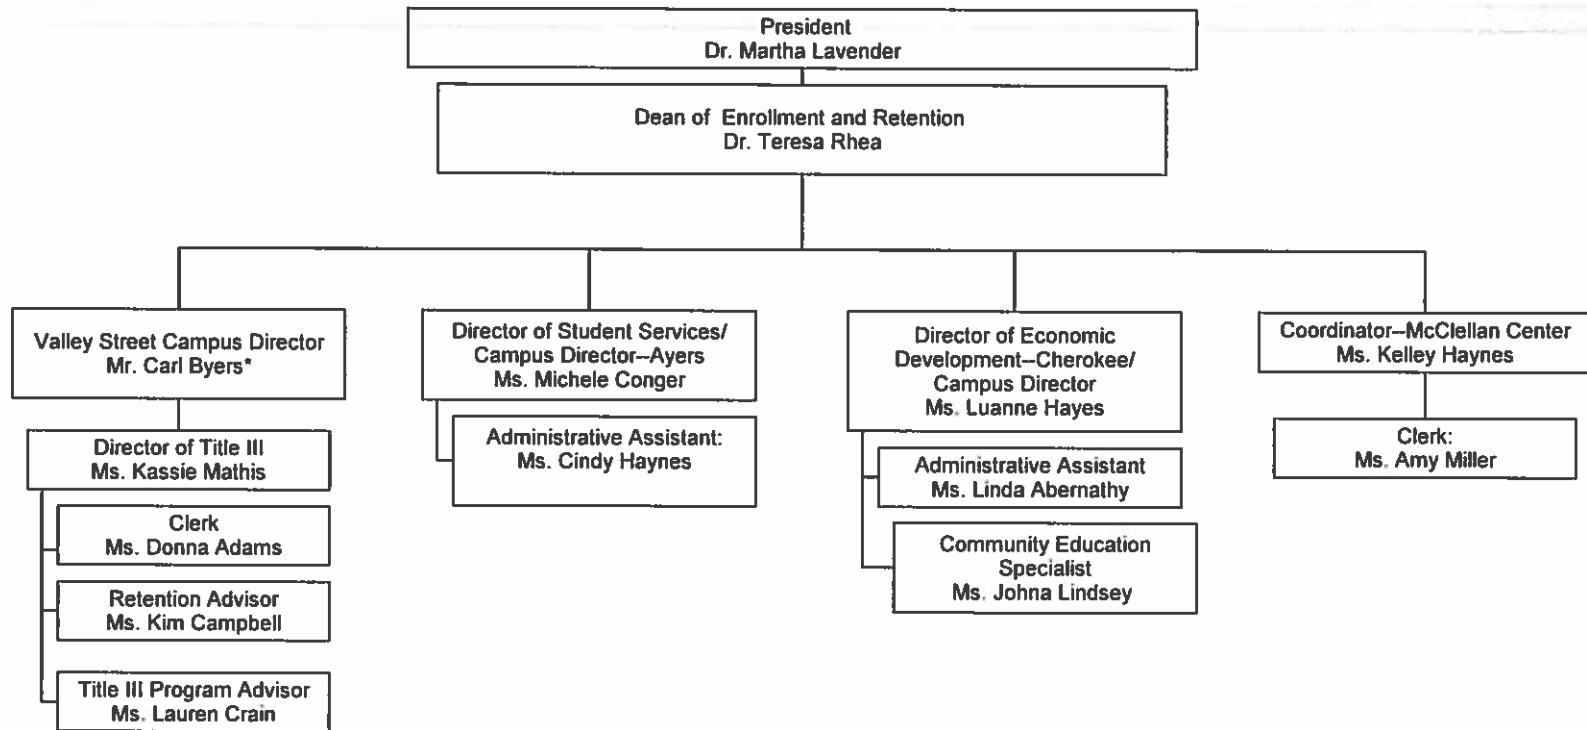 President
Dr. Martha Lavender
Dean of Enrollment and Retention
Dr. Teresa Rhea
Valley Street Campus Director
Mr. Carl Byers*
Director of Title III
Ms. Kassie Mathis
Clerk
Ms. Donna Adams
Retention Advisor
Ms. Kim Campbell
Title III Program Advisor
Ms. Lauren Crain
Director of Student Services/
Campus Director–Ayers
Ms. Michele Conger
Administrative Assistant:
Ms. Cindy Haynes
Director of Economic
Development–Cherokee/
Campus Director
Ms. Luanne Hayes
Administrative Assistant
Ms. Linda Abernathy
Community Education
Specialist
Ms. Johna Lindsey
Coordinator–McClellan Center
Ms. Kelley Haynes
Clerk:
Ms. Amy Miller